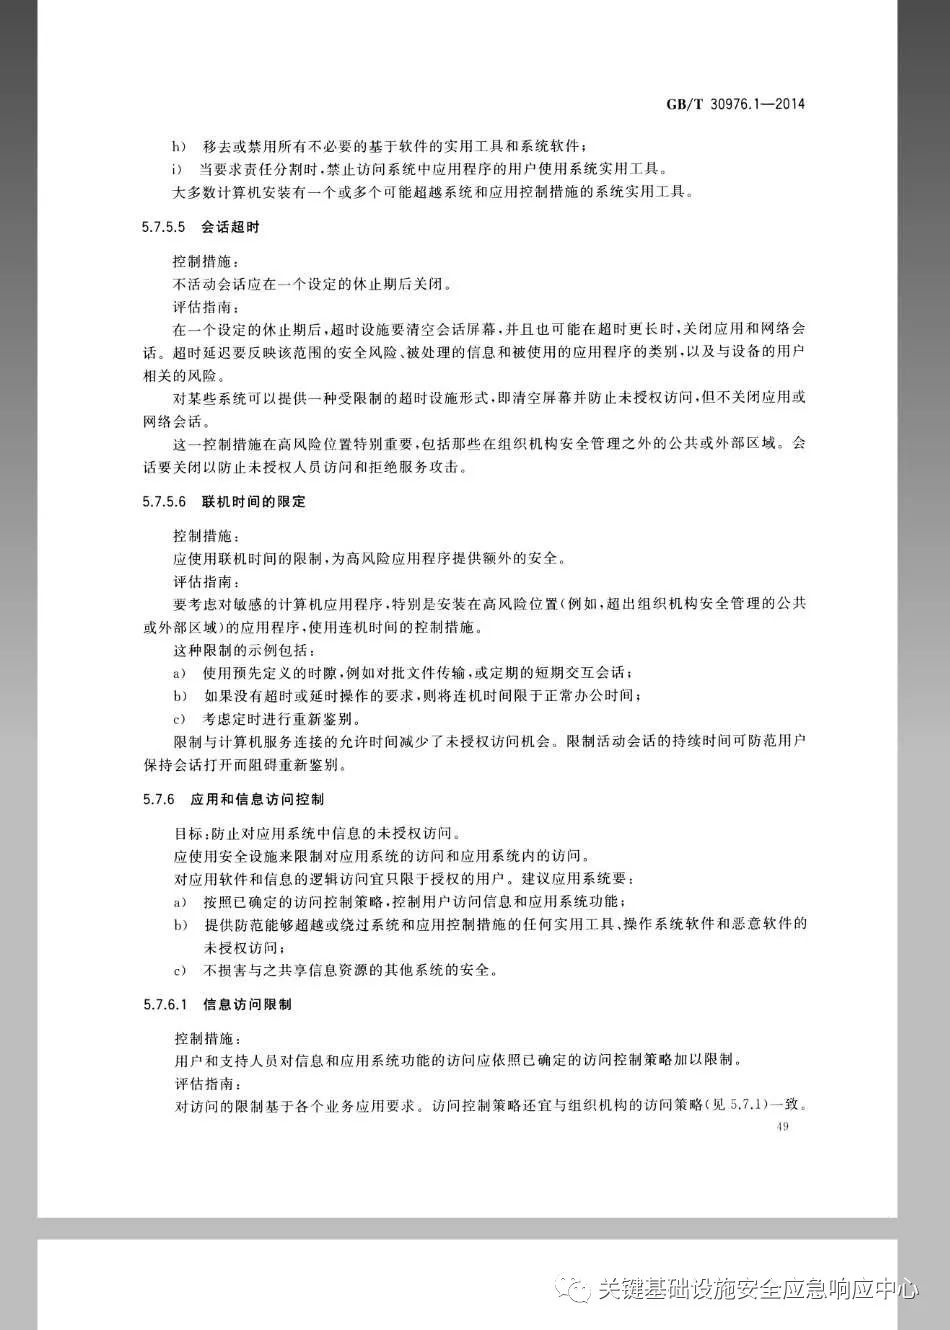 GB/T 30976.1—2014
h) 移去或禁用所有不必要的基于软件的实用工具和系统软件;
i) 当要求责任分割时,禁止访问系统中应用程序的用户使用系统实用工具。
大多数计算机安装有一个或多个可能超越系统和应用控制措施的系统实用工具。
5.7.5.5 会话超时
控制措施:
不活动会话应在一个设定的休止期后关闭。
评估指南:
在一个设定的休止期后,超时设施要清空会话屏幕,并且也可能在超时更长时,关闭应用和网络会
话。超时延迟要反映该范围的安全风险、被处理的信息和被使用的应用程序的类别,以及与设备的用户
相关的风险。
对某些系统可以提供一种受限制的超时设施形式,即清空屏幕并防止未授权访问,但不关闭应用或
网络会话。
这一控制措施在高风险位置特别重要,包括那些在组织机构安全管理之外的公共或外部区域。会
话要关闭以防止未授权人员访问和拒绝服务攻击。
5.7.5.6 联机时间的限定
控制措施:
应使用联机时间的限制,为高风险应用程序提供额外的安全。
评估指南:
要考虑对敏感的计算机应用程序,特别是安装在高风险位置(例如,超出组织机构安全管理的公共
或外部区域)的应用程序,使用连机时间的控制措施。
这种限制的示例包括:
a) 使用预先定义的时隙,例如对批文件传输,或定期的短期交互会话;
b) 如果没有超时或延时操作的要求,则将连机时间限于正常办公时间;
c) 考虑定时进行重新鉴别。
限制与计算机服务连接的允许时间减少了未授权访问机会。限制活动会话的持续时间可防范用户
保持会话打开而阻碍重新鉴别。
5.7.6 应用和信息访问控制
目标:防止对应用系统中信息的未授权访问。
应使用安全设施来限制对应用系统的访问和应用系统内的访问。
对应用软件和信息的逻辑访问宜只限于授权的用户。建议应用系统要:
a) 按照已确定的访问控制策略,控制用户访问信息和应用系统功能;
b) 提供防范能够超越或绕过系统和应用控制措施的任何实用工具、操作系统软件和恶意软件的
未授权访问;
c) 不损害与之共享信息资源的其他系统的安全。
5.7.6.1 信息访问限制
控制措施:
用户和支持人员对信息和应用系统功能的访问应依照已确定的访问控制策略加以限制。
评估指南:
对访问的限制基于各个业务应用要求。访问控制策略还宜与组织机构的访问策略(见 5.7.1)一致。
49
关键基础设施安全应急响应中心